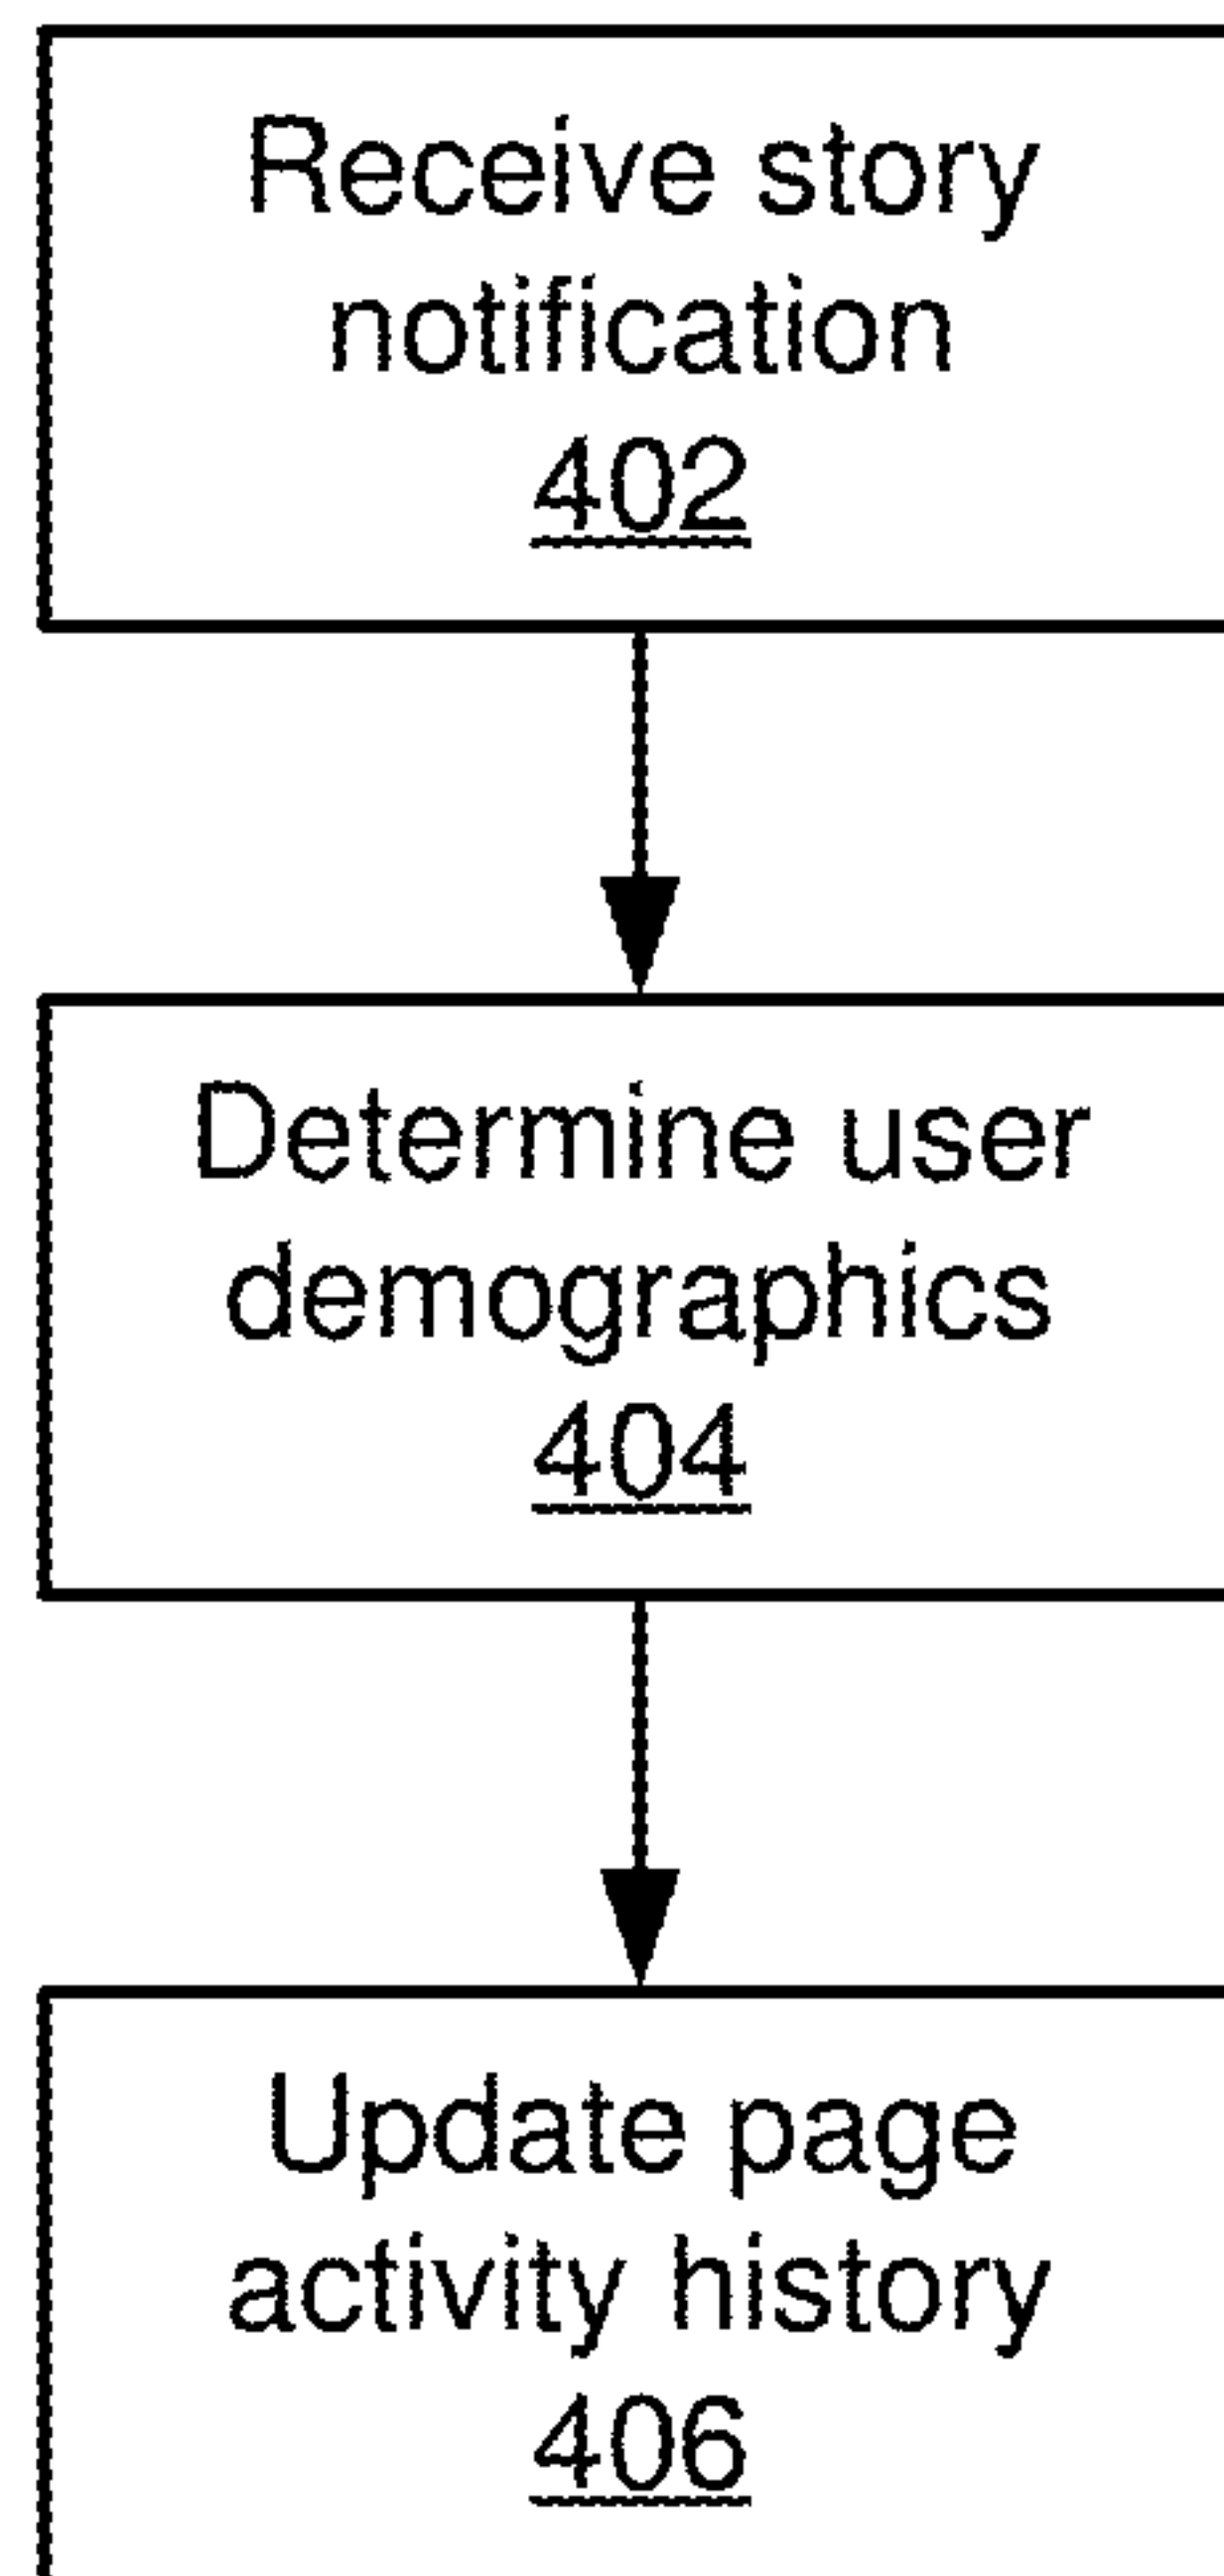 Receive story
notification
402
Determine user
demographics
404
Update page
activity history
406